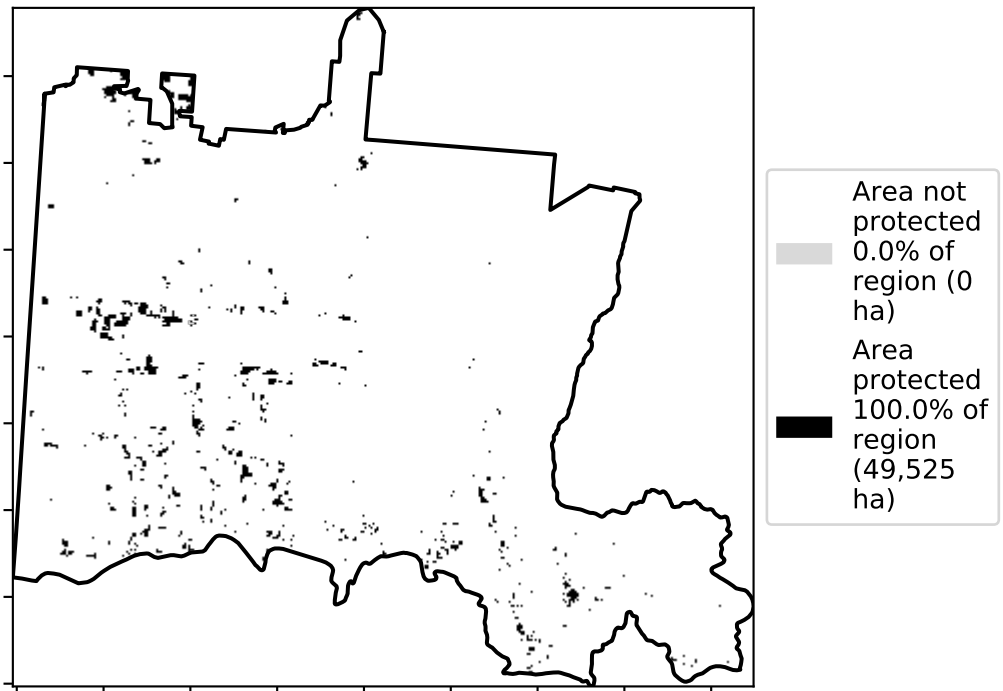 Area not
protected
0.0% of
region (0
ha)
Area
protected
100.0% of
region
(49,525
ha)